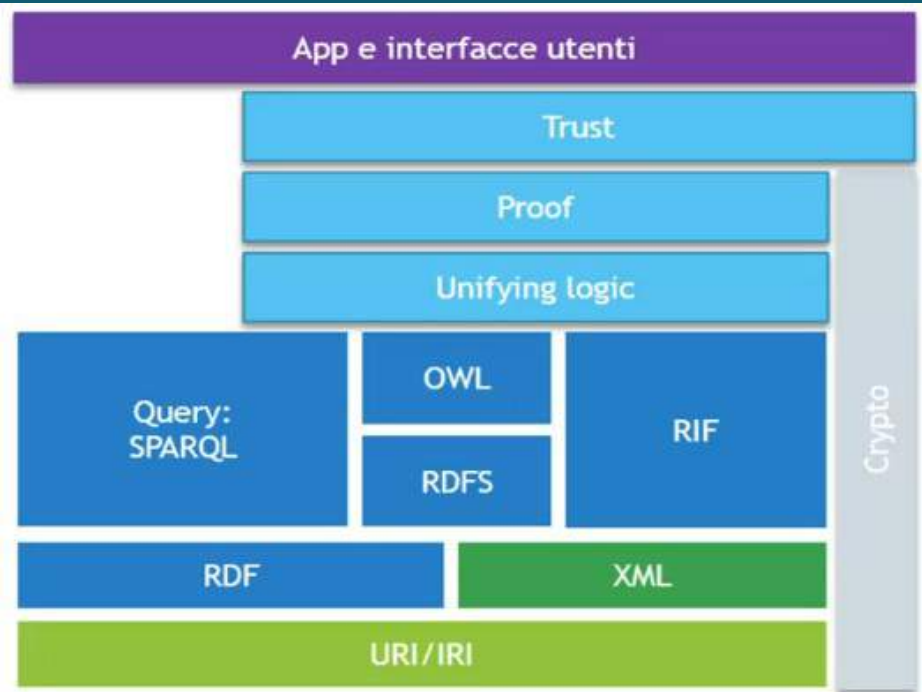 App e interfacce utenti
Trust
Proof
Unifying logic
Query:
SPARQL
OWL
RDFS
RIF
Crypto
RDF
XML
URI/IRI